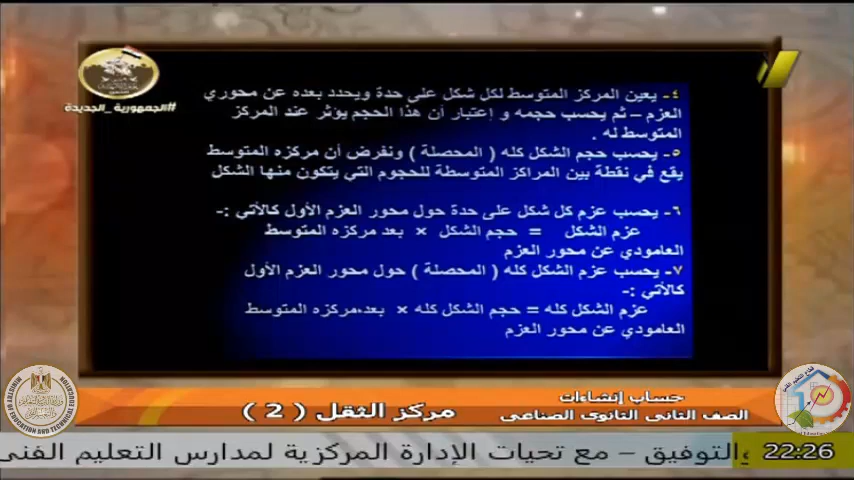 #الجمهورية_الجديدة
٤- يعين المركز المتوسط لكل شكل على حدة ويحدد بعده عن محوري
العزم – ثم يحسب حجمه و إعتبار أن هذا الحجم يؤثر عند المركز
المتوسط له .
٥- يحسب حجم الشكل كله ( المحصلة ) ونفرض أن مركزه المتوسط
يقع في نقطة بين المراكز المتوسطة للحجوم التي يتكون منها الشكل
٦- يحسب عزم كل شكل على حدة حول محور العزم الأول كالأتي :-
عزم الشكل = حجم الشكل × بعد مركزه المتوسط
العامودي عن محور العزم
٧- يحسب عزم الشكل كله ( المحصلة ) حول محور العزم الأول
كالأتي :-
عزم الشكل كله = حجم الشكل كله × بعد مركزه المتوسط
العامودي عن محور العزم
حساب إنشاءات
الصف الثانى الثانوى الصناعى
مركز الثقل ( 2 )
والتوفيق – مع تحيات الإدارة المركزية لمدارس التعليم الفنى
22:26